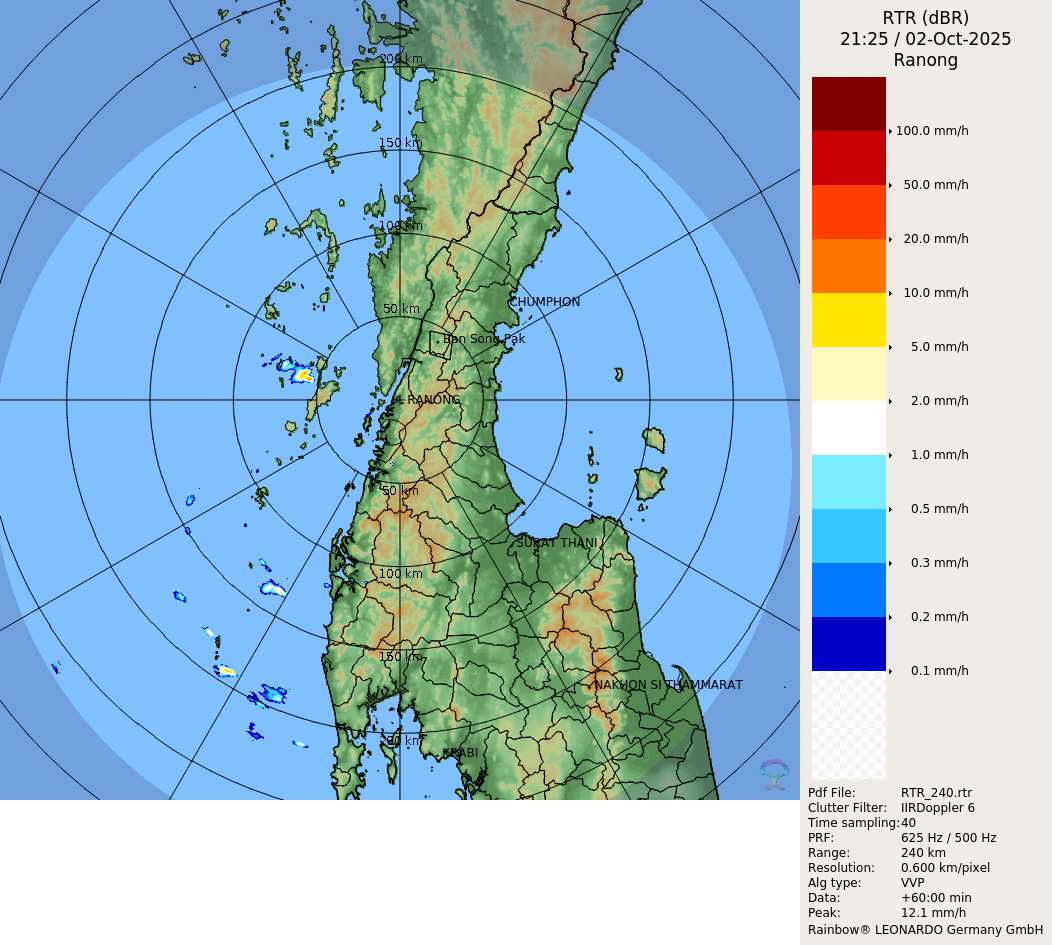 RTR (dBR)
21:25 / 02-Oct-2025
Ranong
200 km
150 km
100 km
50 km
CHUMPHON
Ban Song Pak
RANONG
50 km
SURAT THANI
100 km
150 km
NAKHON SI THAMMARAT
200 km
KRABI
100.0 mm/h
50.0 mm/h
20.0 mm/h
10.0 mm/h
5.0 mm/h
2.0 mm/h
1.0 mm/h
0.5 mm/h
0.3 mm/h
0.2 mm/h
0.1 mm/h
Pdf File: RTR_240.rtr
Clutter Filter: IIRDoppler 6
Time sampling:40
PRF: 625 Hz / 500 Hz
Range: 240 km
Resolution: 0.600 km/pixel
Alg type: VVP
Data: +60:00 min
Peak: 12.1 mm/h
Rainbow® LEONARDO Germany GmbH